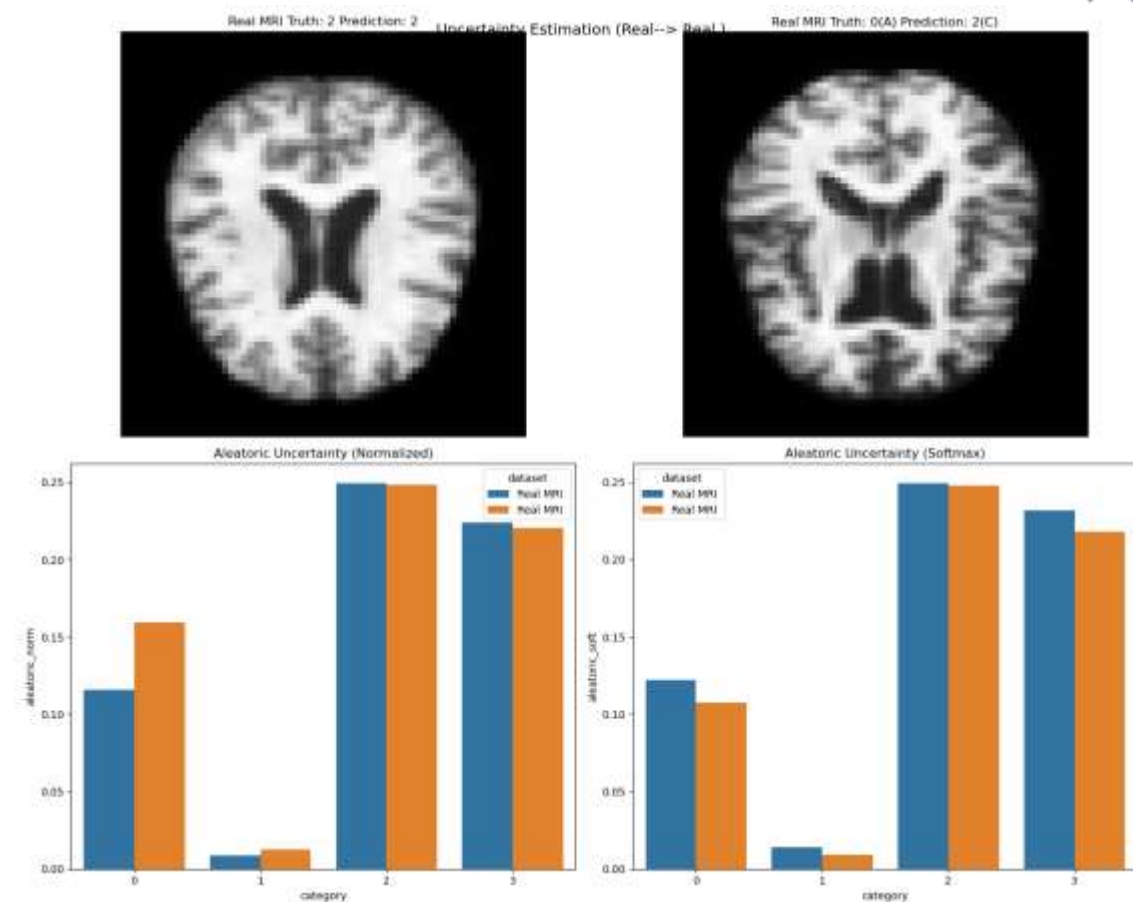 Real MRI Truth: 2 Prediction: 2
Uncertainty Estimation (Real--> Real )
Real MRI Truth: 0(A) Prediction: 2(C)
Aleatoric Uncertainty (Normalized)
dataset
Real MRI
Real MRI
0.25
0.20
0.15
0.10
0.05
0.00
aleatoric_norm
0 1 2 3
category
Aleatoric Uncertainty (Softmax)
dataset
Real MRI
Real MRI
0.25
0.20
0.15
0.10
0.05
0.00
aleatoric_soft
0 1 2 3
category